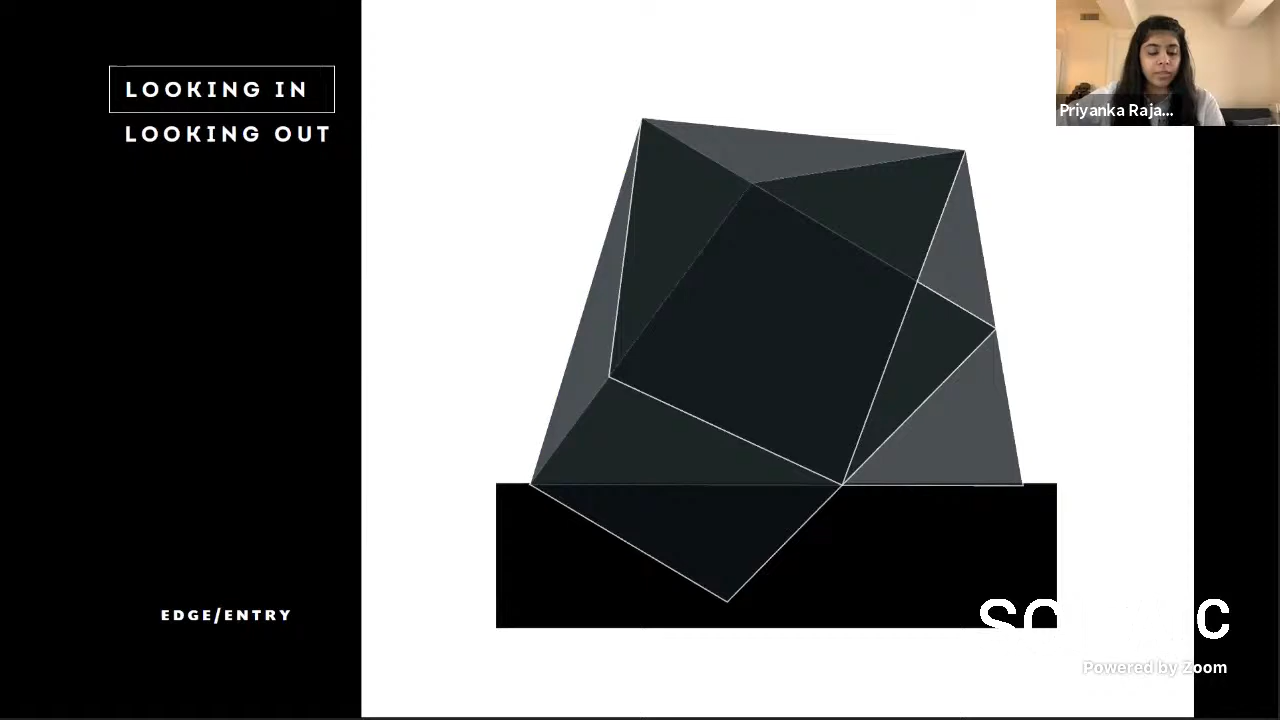 LOOKING IN
LOOKING OUT
Priyanka Raja...
EDGE/ENTRY
Powered by Zoom